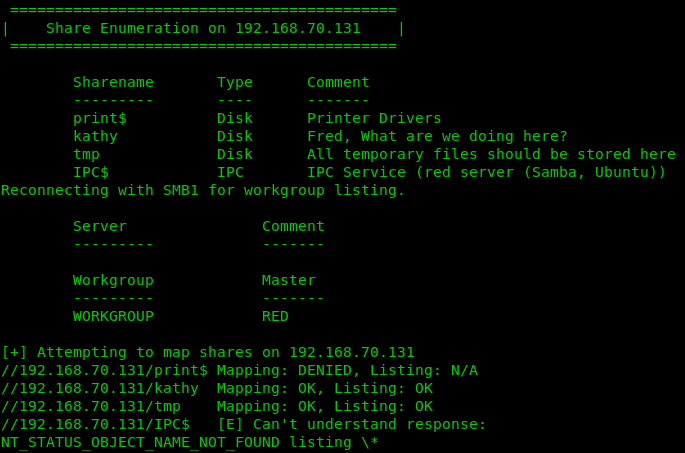 ===========================================
|    Share Enumeration on 192.168.70.131    |
===========================================
Sharename       Type      Comment
---------       ----      -------
print$          Disk      Printer Drivers
kathy           Disk      Fred, What are we doing here?
tmp             Disk      All temporary files should be stored here
IPC$            IPC       IPC Service (red server (Samba, Ubuntu))
Reconnecting with SMB1 for workgroup listing.
Server               Comment
---------            -------
Workgroup            Master
---------            -------
WORKGROUP            RED
[+] Attempting to map shares on 192.168.70.131
//192.168.70.131/print$ Mapping: DENIED, Listing: N/A
//192.168.70.131/kathy  Mapping: OK, Listing: OK
//192.168.70.131/tmp    Mapping: OK, Listing: OK
//192.168.70.131/IPC$   [E] Can't understand response:
NT_STATUS_OBJECT_NAME_NOT_FOUND listing \*